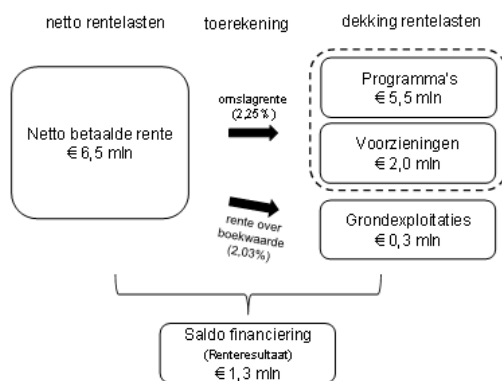 netto rentelasten
toerekening
dekking rentelasten
Netto betaalde rente
€ 6,5 mln
omslagrente
(2,25%)
rente over
boekwaarde
(2,03%)
Programma's
€ 5,5 mln
Voorzieningen
€ 2,0 mln
Grondexploitaties
€ 0,3 mln
Saldo financiering
(Renteresultaat)
€ 1,3 mln